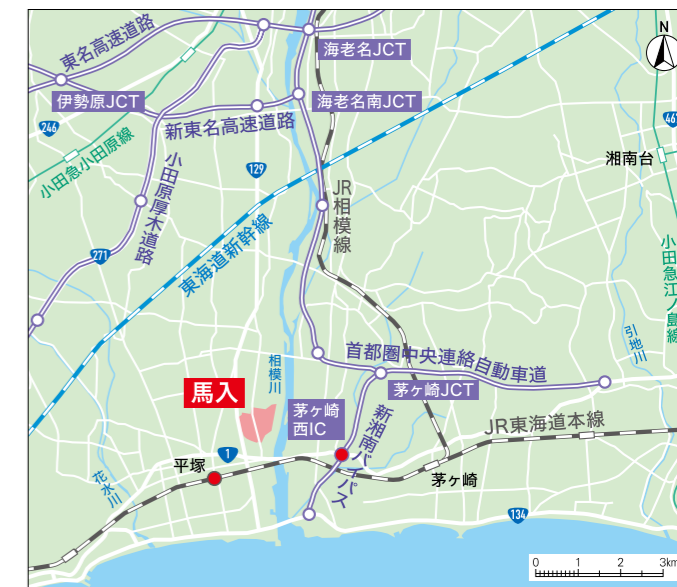 東名高速道路
海老名JCT
N
伊勢原JCT
海老名南JCT
246
新東名高速道路
小田急小田原線
129
小田原厚木道路
271
JR相模線
東海道新幹線
湘南台
小田急江ノ島線
引地川
相模川
首都圏中央連絡自動車道
馬入
茅ヶ崎JCT
茅ヶ崎
西IC
新湘南バイパス
JR東海道本線
1
平塚
茅ヶ崎
花水川
134
0 1 2 3km